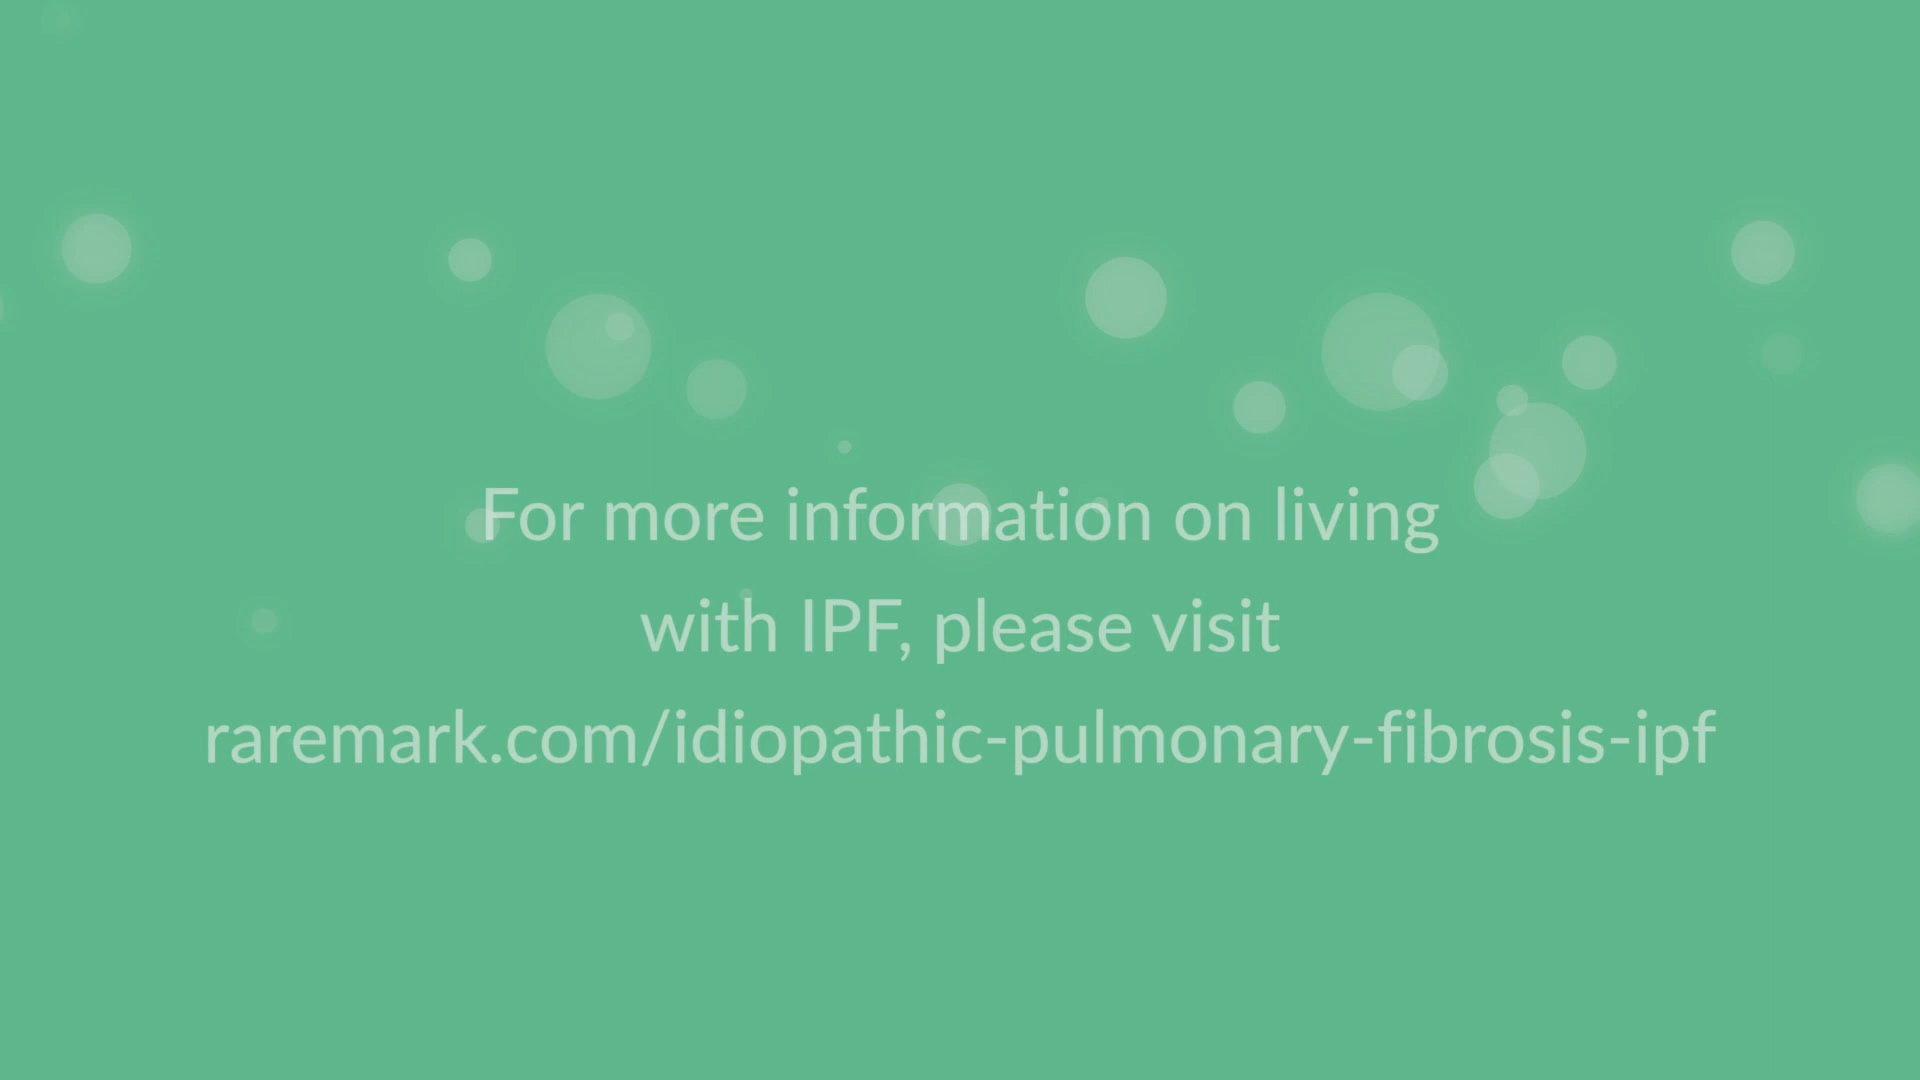 For more information on living
with IPF, please visit
raremark.com/idiopathic-pulmonary-fibrosis-ipf